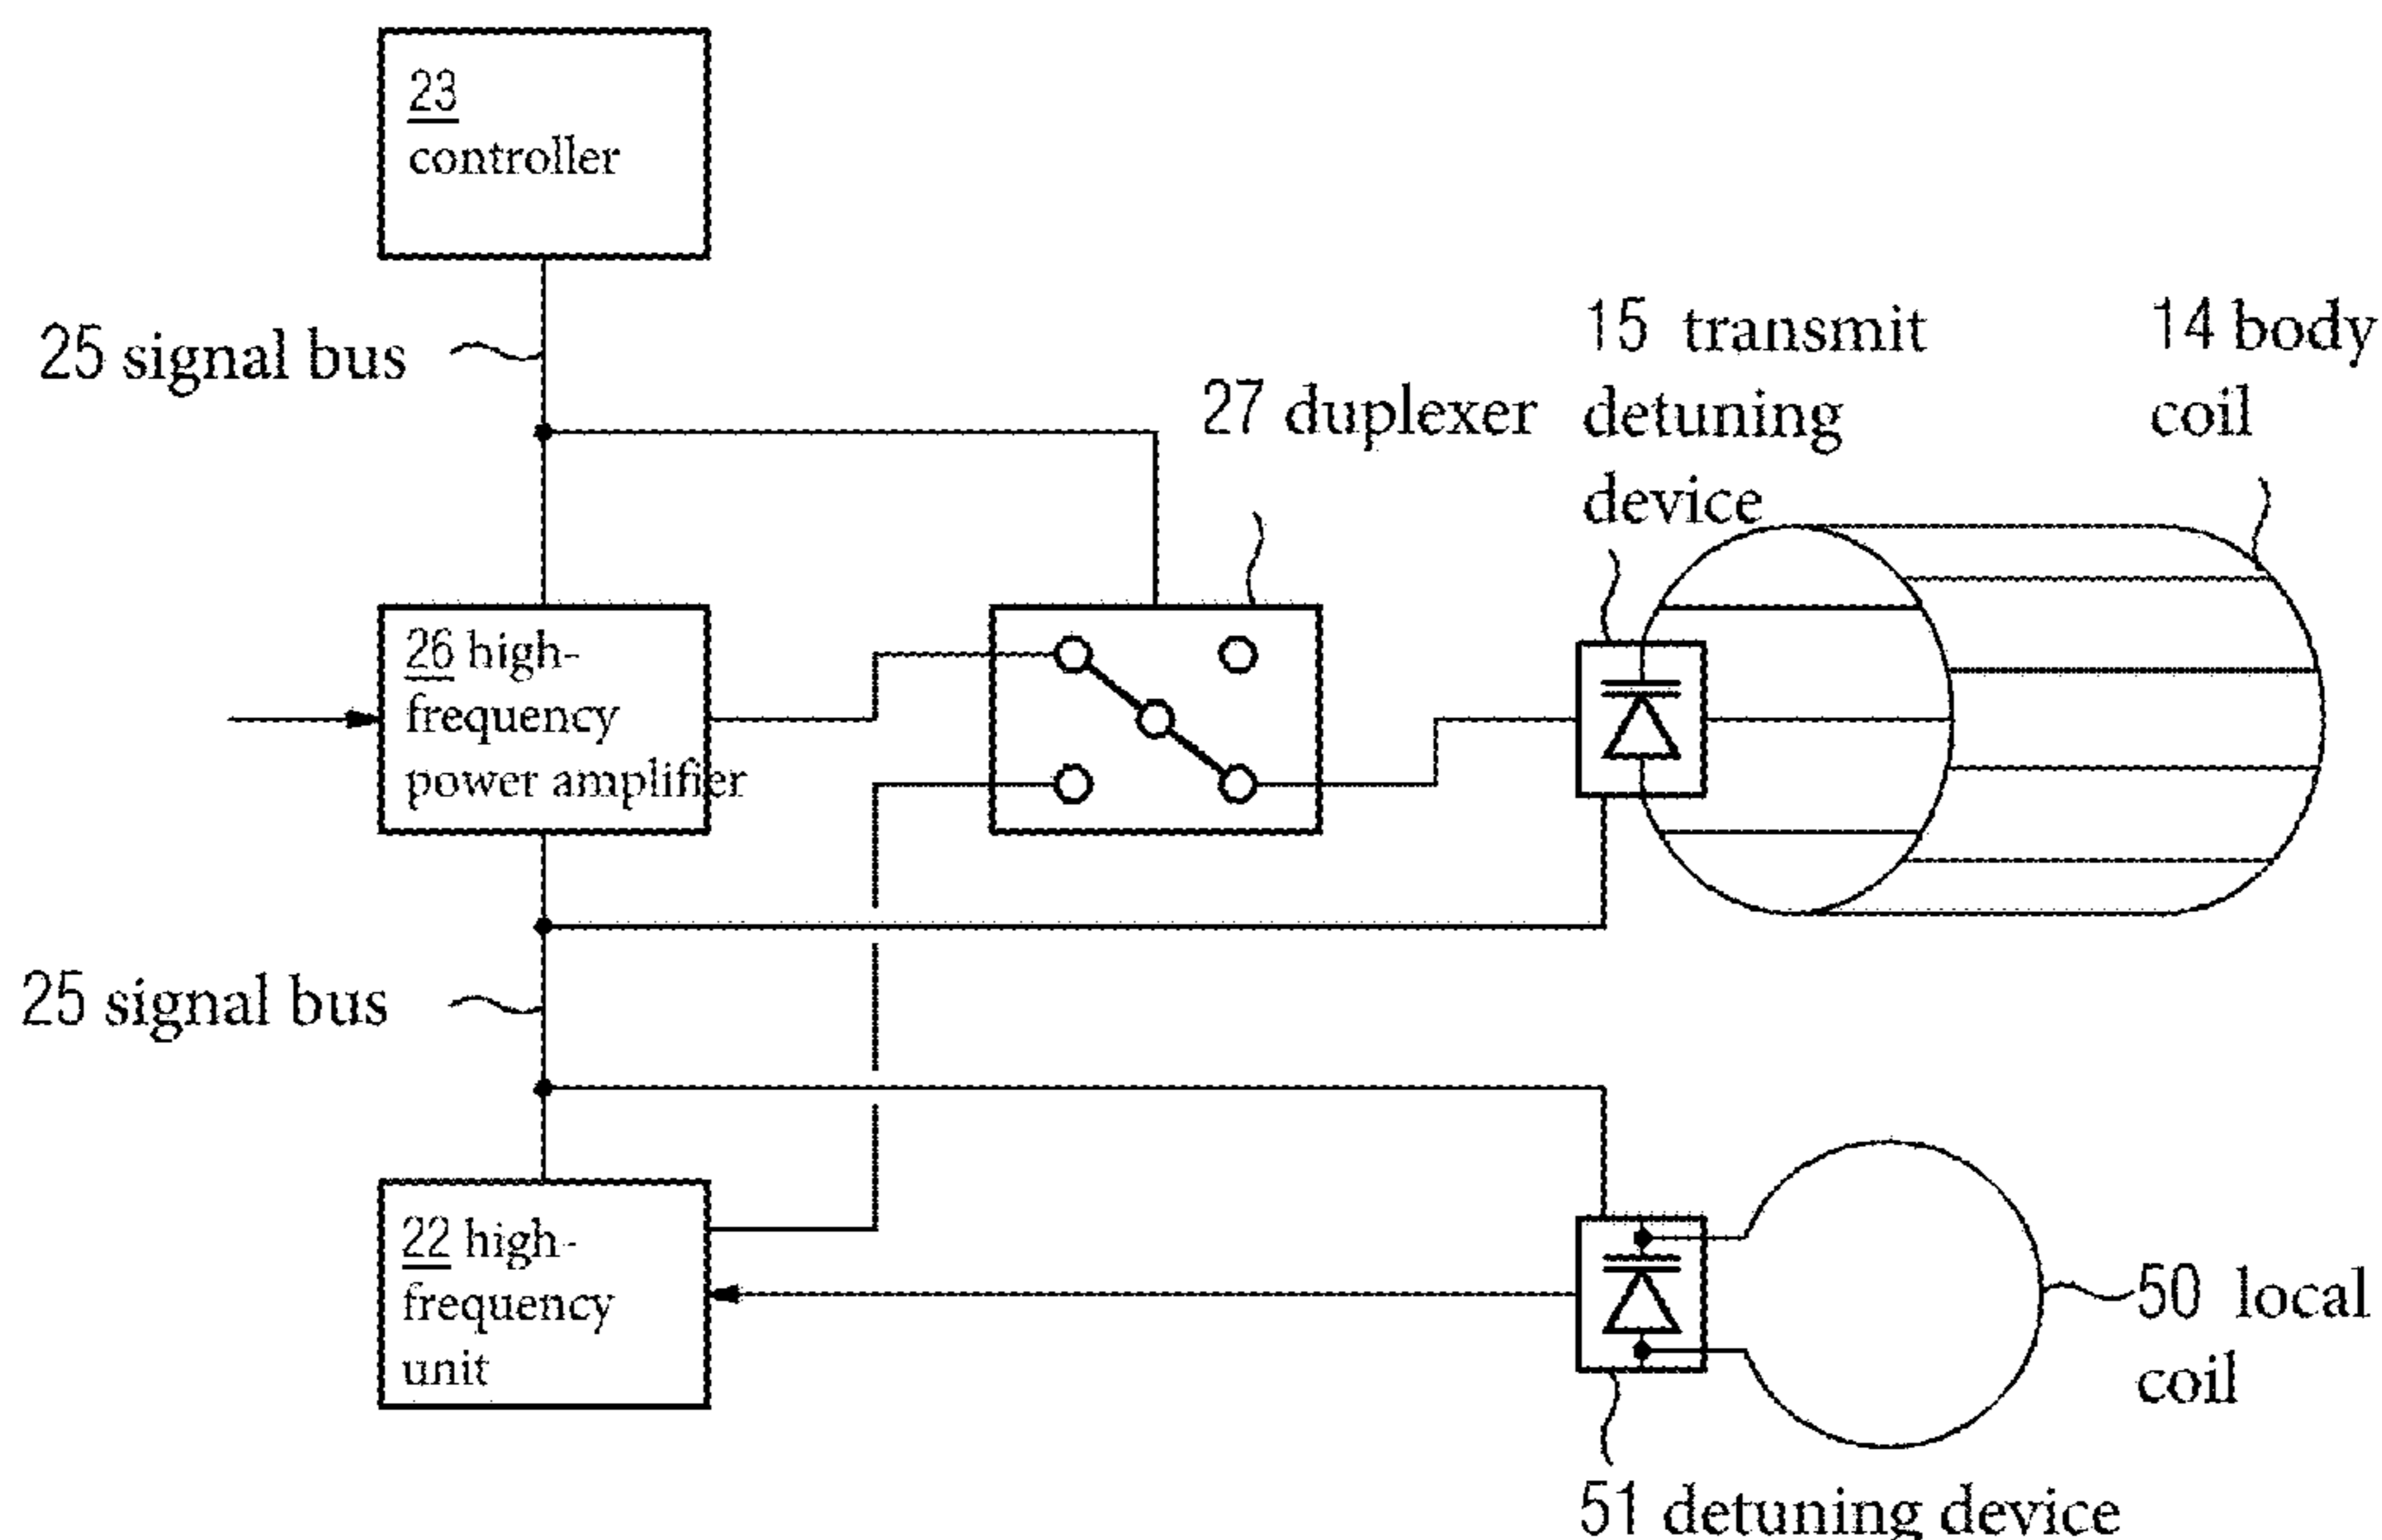 23
controller
25 signal bus
15 transmit
detuning
device
14 body
coil
27 duplexer
26 high-
frequency
power amplifier
25 signal bus
22 high-
frequency
unit
50 local
coil
51 detuning device